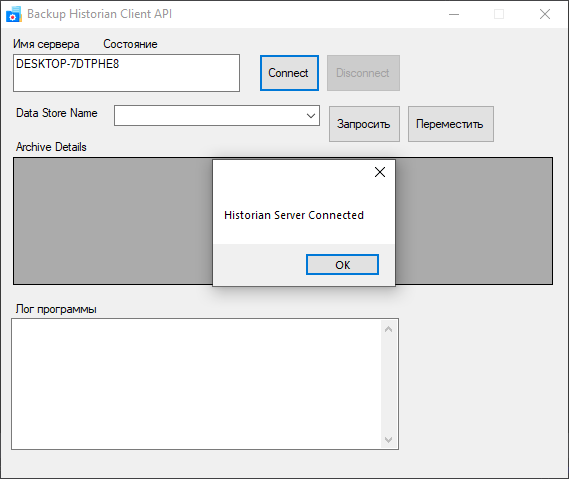 Backup Historian Client API
Имя сервера Состояние
DESKTOP-7DTPHE8
Connect
Disconnect
Data Store Name
Запросить
Переместить
Archive Details
Historian Server Connected
OK
Лог программы